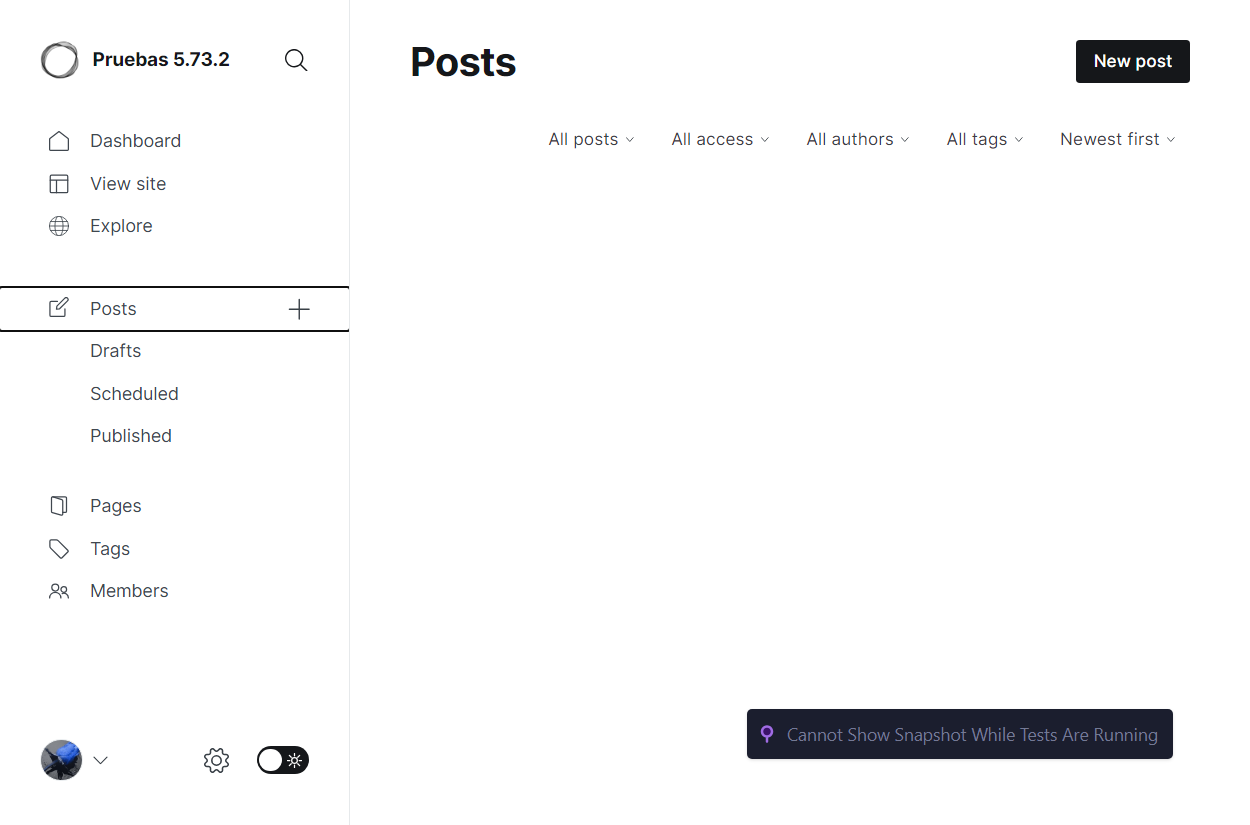 Pruebas 5.73.2
Dashboard
View site
Explore
Posts
Drafts
Scheduled
Published
Pages
Tags
Members
Posts
New post
All posts
All access
All authors
All tags
Newest first
Cannot Show Snapshot While Tests Are Running